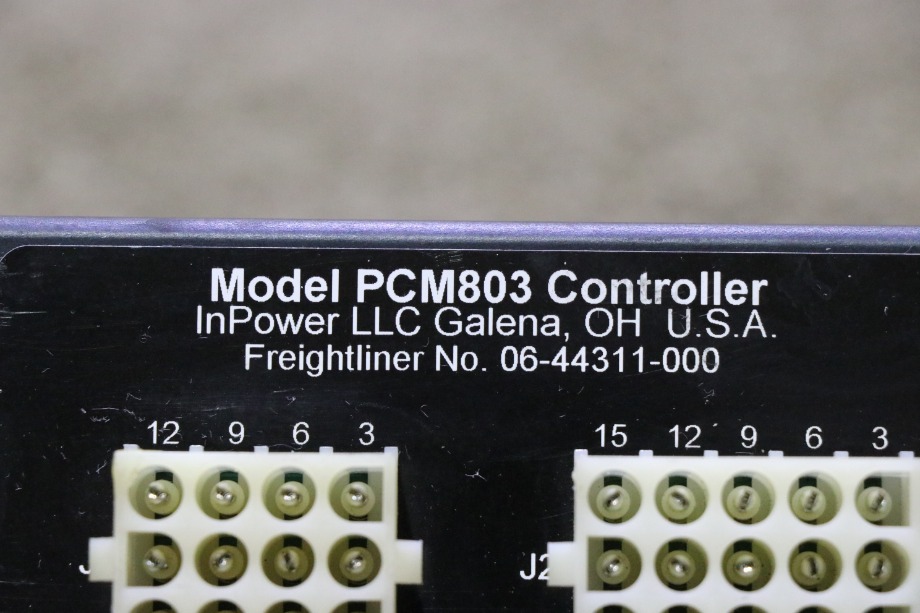 Model PCM803 Controller
InPower LLC Galena, OH U.S.A.
Freightliner No. 06-44311-000
12 9 6 3
15 12 9 6 3
J2